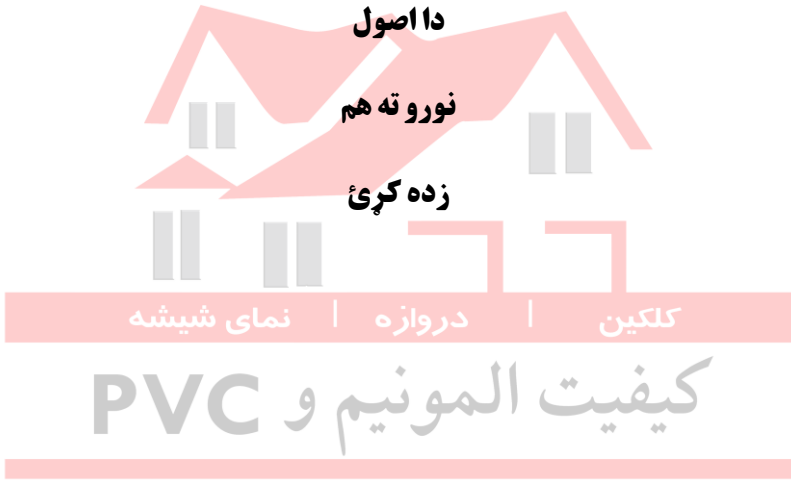 دا اصول
نورو ته هم
زده کړئ
کلکین | دروازه | نمای شیشه
کیفیت المونیم و PVC